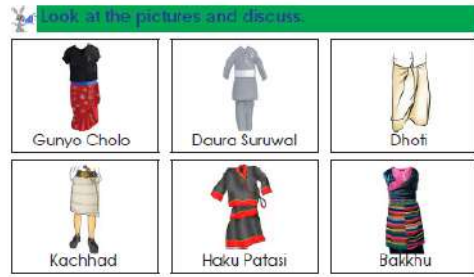 Look at the pictures and discuss.
Gunyo Cholo
Daura Suruwal
Dhoti
Kachhad
Haku Patasi
Bakkhu